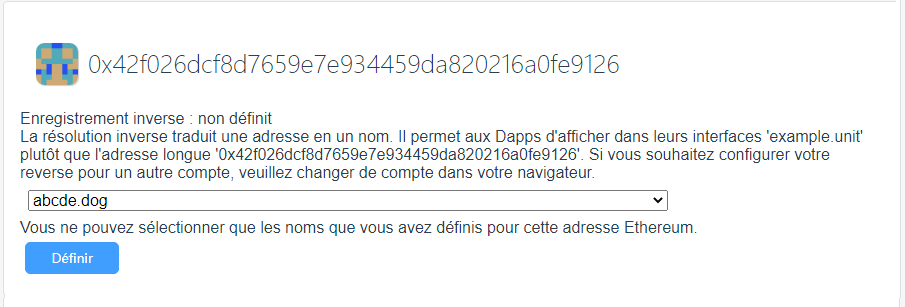 0x42f026dcf8d7659e7e934459da820216a0fe9126
Enregistrement inverse : non définit
La résolution inverse traduit une adresse en un nom. Il permet aux Dapps d'afficher dans leurs interfaces 'example.unit'
plutôt que l'adresse longue '0x42f026dcf8d7659e7e934459da820216a0fe9126'. Si vous souhaitez configurer votre
reverse pour un autre compte, veuillez changer de compte dans votre navigateur.
abcde.dog
Vous ne pouvez sélectionner que les noms que vous avez définis pour cette adresse Ethereum.
Définir